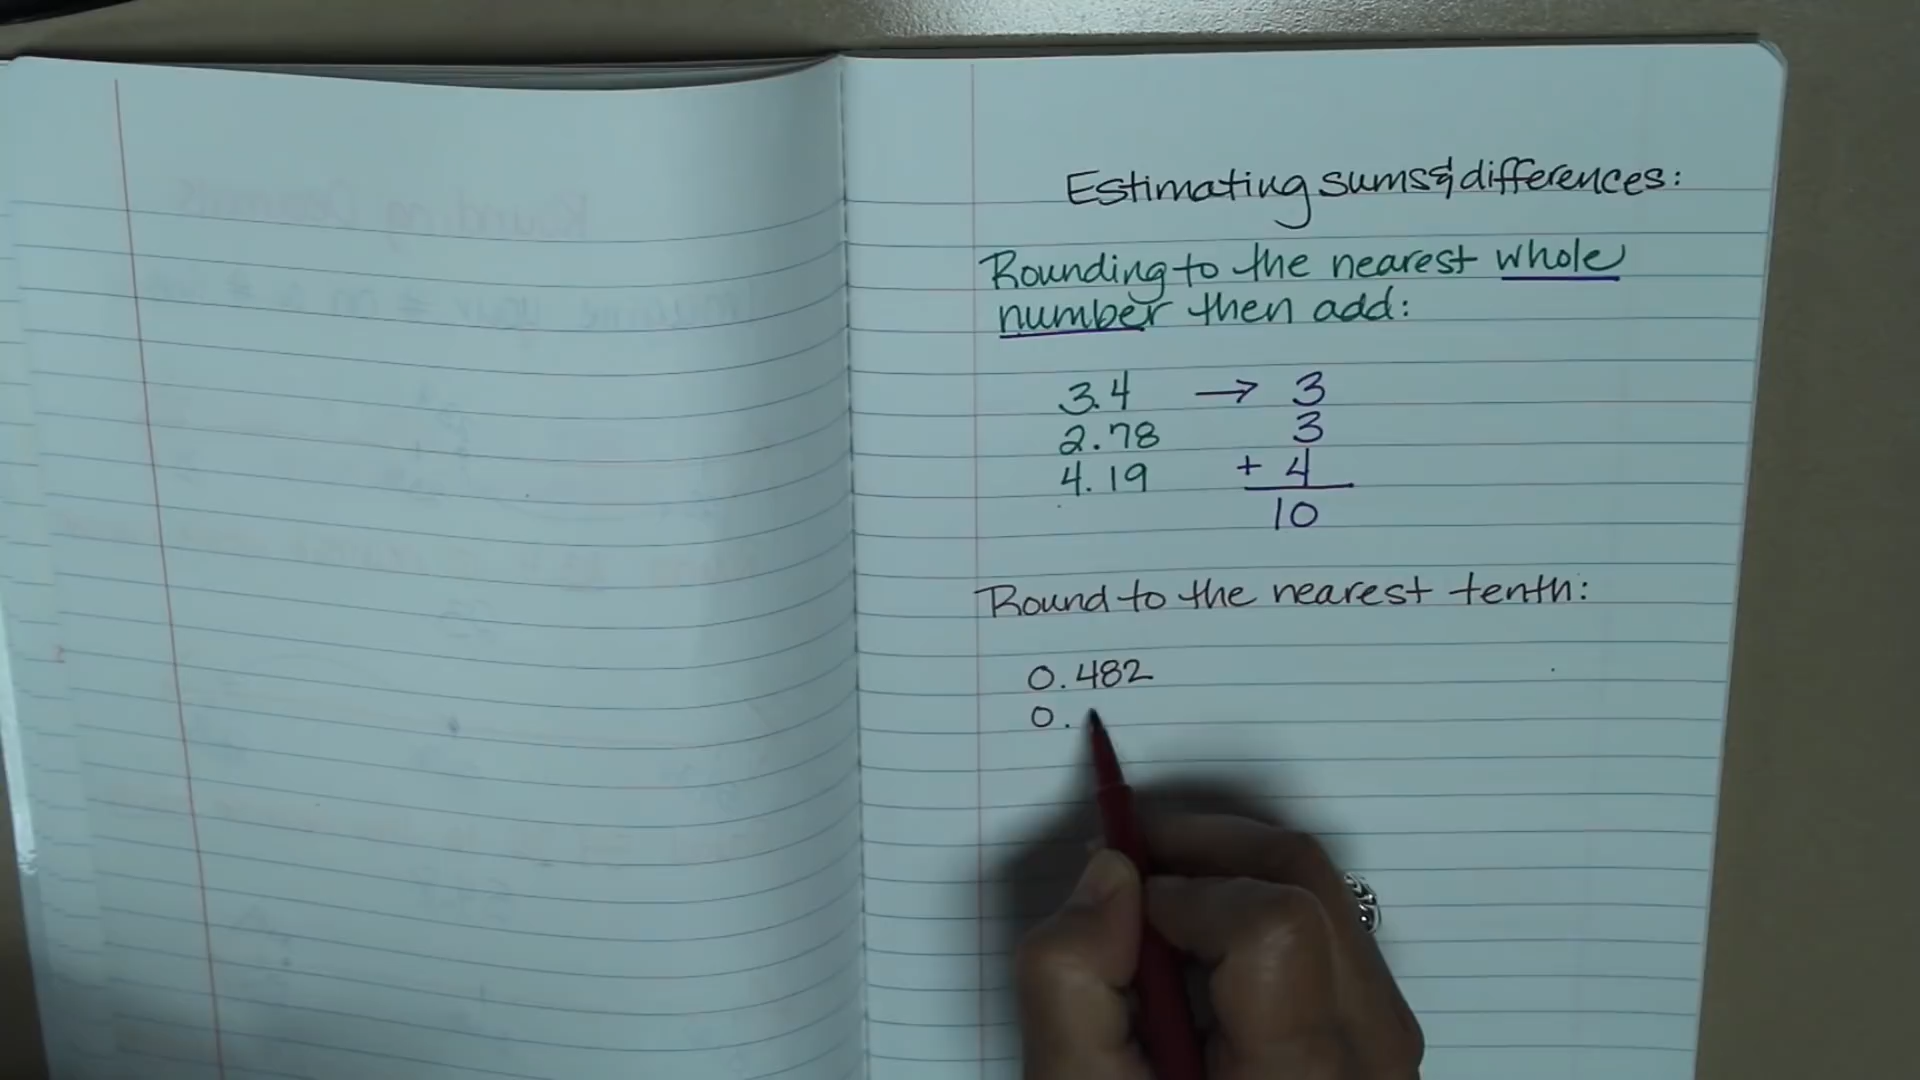 Estimating sums & differences:
Rounding to the nearest whole
number then add:
3.4 → 3
2.78 3
4.19 + 4
10
Round to the nearest tenth:
0.482
0.